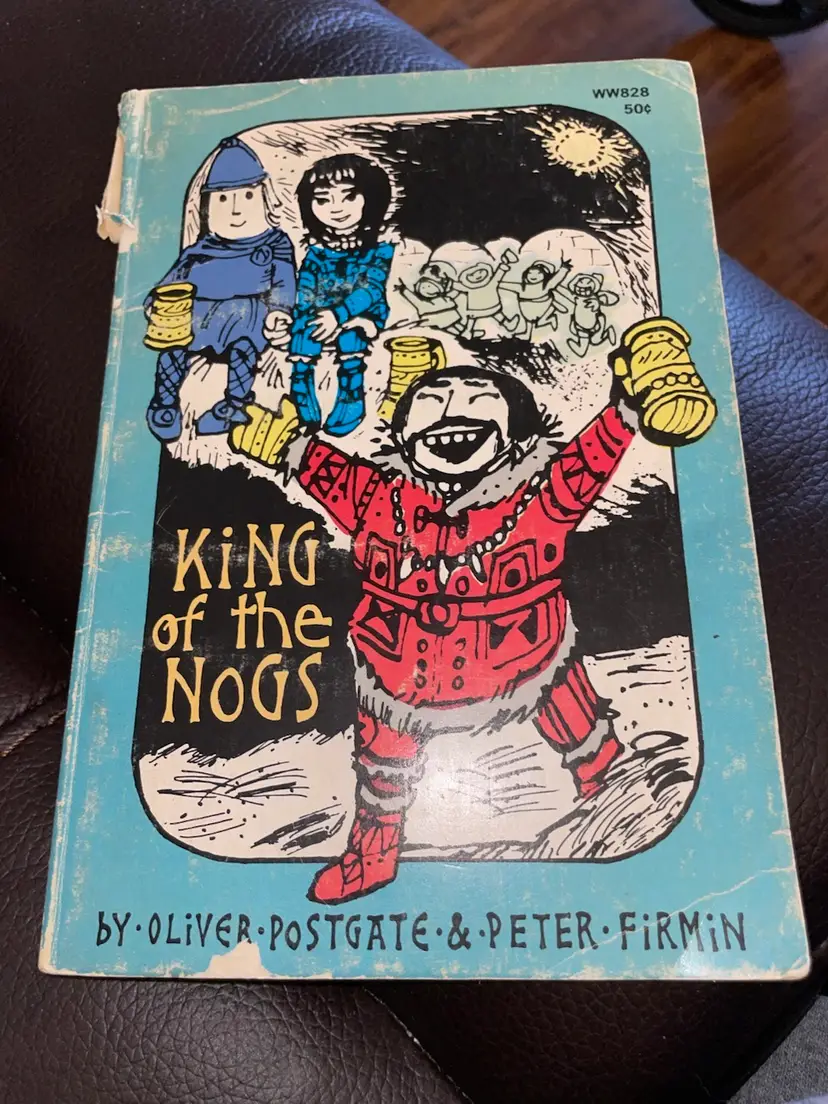 WW828
50¢
KiNG
of the
NOGS
bY·OLiVER·POSTGATE·&·PETER·FiRMiN